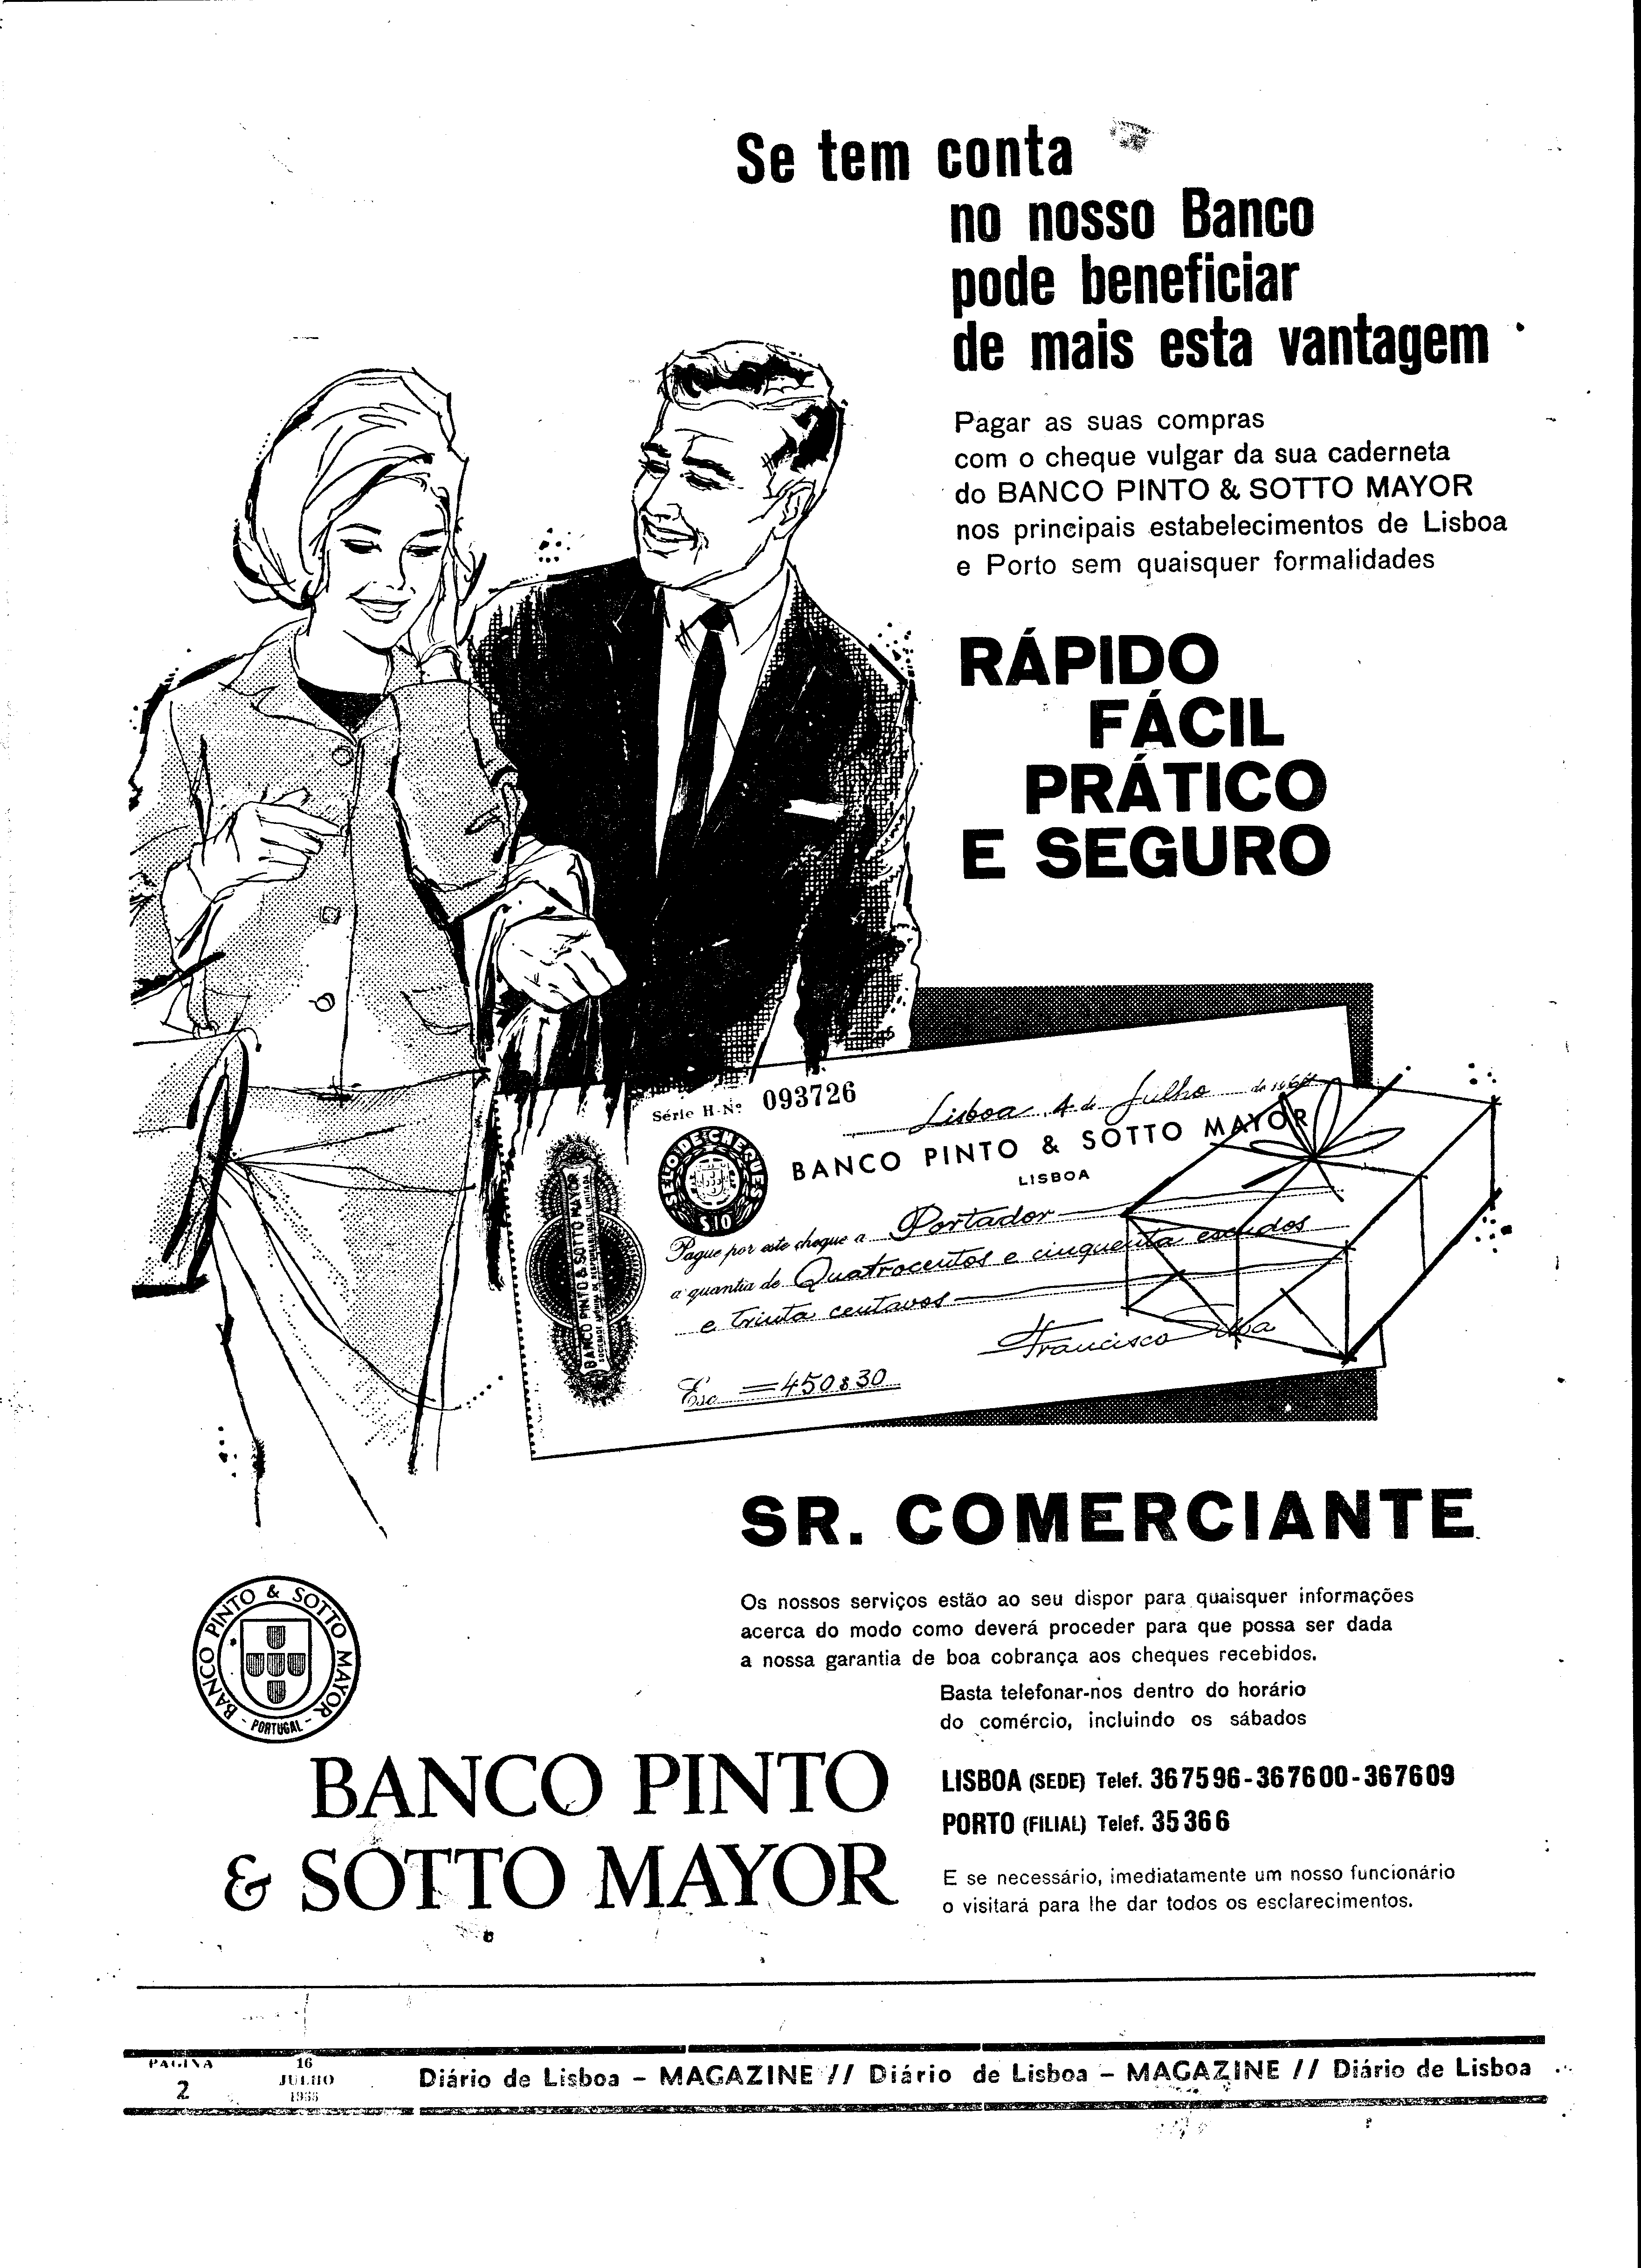 Se tem conta
no nosso Banco
pode beneficiar
de mais esta vantagem
Pagar as suas compras
com o cheque vulgar da sua caderneta
do BANCO PINTO & SOTTO MAYOR
nos principais estabelecimentos de Lisboa
e Porto sem quaisquer formalidades
RÁPIDO
FÁCIL
PRÁTICO
E SEGURO
Série H-Nº 093726
Lisboa, 4 de Julho de
BANCO PINTO & SOTTO MAYOR
LISBOA
SELO DE CHEQUES
$10
BANCO PINTO & SOTTO MAYOR
Pague por este cheque a Portador
a quantia de Quatrocentos e cinquenta escudos
e trinta centavos
Francisco Silva
Esc. =450$30
SR. COMERCIANTE
Os nossos serviços estão ao seu dispor para quaisquer informações
acerca do modo como deverá proceder para que possa ser dada
a nossa garantia de boa cobrança aos cheques recebidos.
Basta telefonar-nos dentro do horário
do comércio, incluindo os sábados
LISBOA (SEDE) Telef. 367596-367600-367609
PORTO (FILIAL) Telef. 35366
E se necessário, imediatamente um nosso funcionário
o visitará para lhe dar todos os esclarecimentos.
BANCO PINTO & SOTTO MAYOR
- PORTUGAL -
BANCO PINTO
& SOTTO MAYOR
PAGINA
2
16
JULHO
Diário de Lisboa - MAGAZINE // Diário de Lisboa - MAGAZINE // Diário de Lisboa